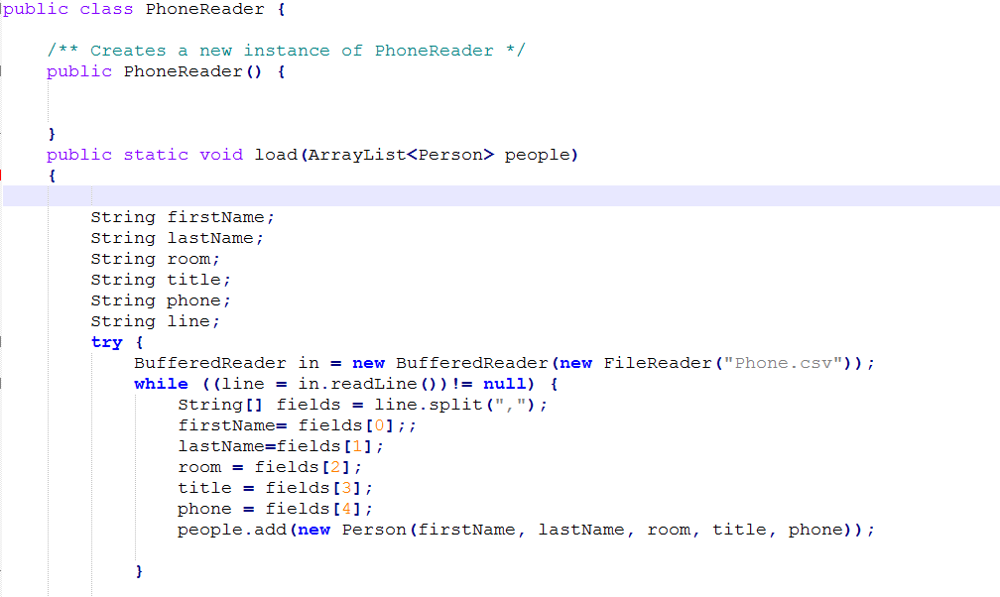 public class PhoneReader {
/** Creates a new instance of PhoneReader */
public PhoneReader() {
}
public static void load(ArrayList<Person> people)
{
String firstName;
String lastName;
String room;
String title;
String phone;
String line;
try {
BufferedReader in = new BufferedReader(new FileReader("Phone.csv"));
while ((line = in.readLine())!= null) {
String[] fields = line.split(",");
firstName= fields[0];;
lastName=fields[1];
room = fields[2];
title = fields[3];
phone = fields[4];
people.add(new Person(firstName, lastName, room, title, phone));
}